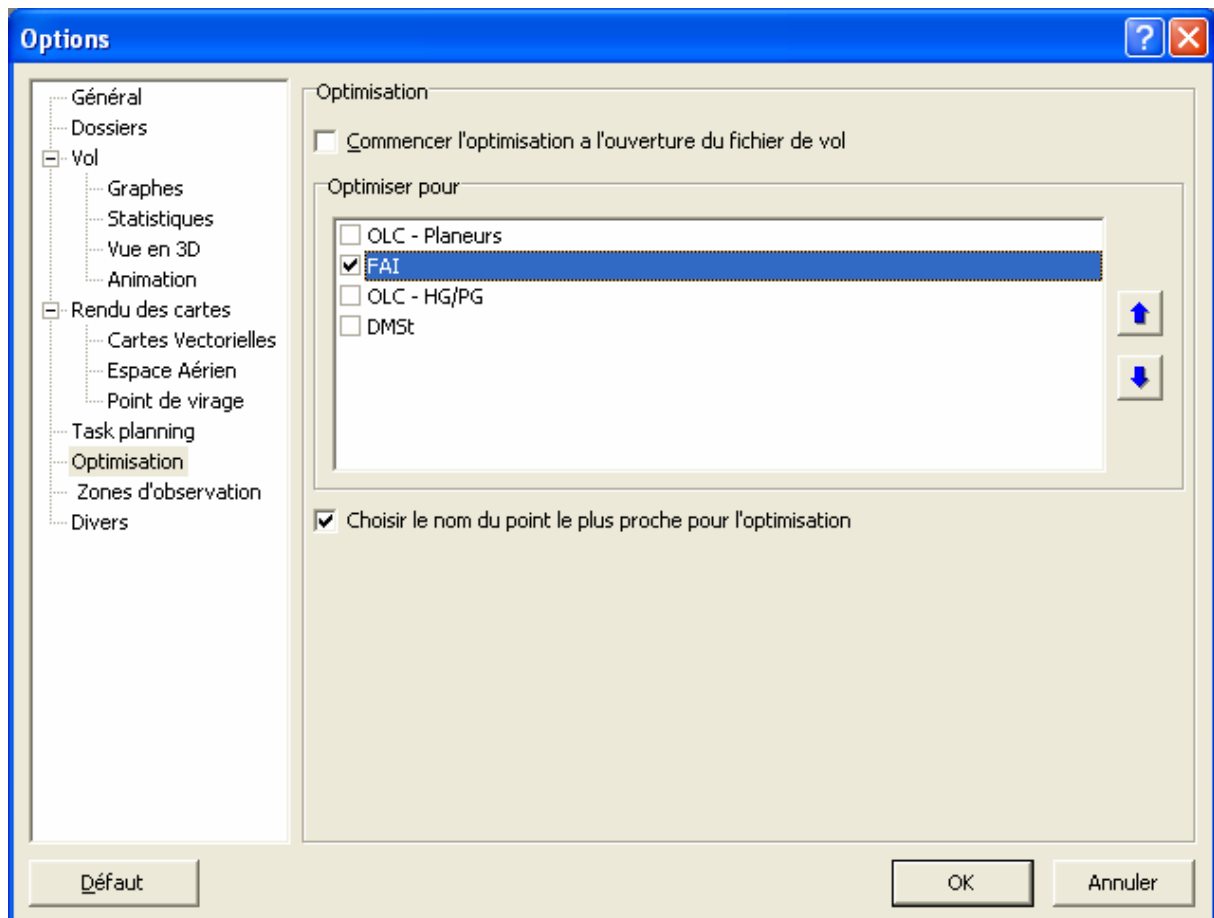 Options
Général
Dossiers
Vol
Graphes
Statistiques
Vue en 3D
Animation
Rendu des cartes
Cartes Vectorielles
Espace Aérien
Point de virage
Task planning
Optimisation
Zones d'observation
Divers
Optimisation
Commencer l'optimisation a l'ouverture du fichier de vol
Optimiser pour
OLC - Planeurs
FAI
OLC - HG/PG
DMSt
Choisir le nom du point le plus proche pour l'optimisation
Défaut
OK
Annuler